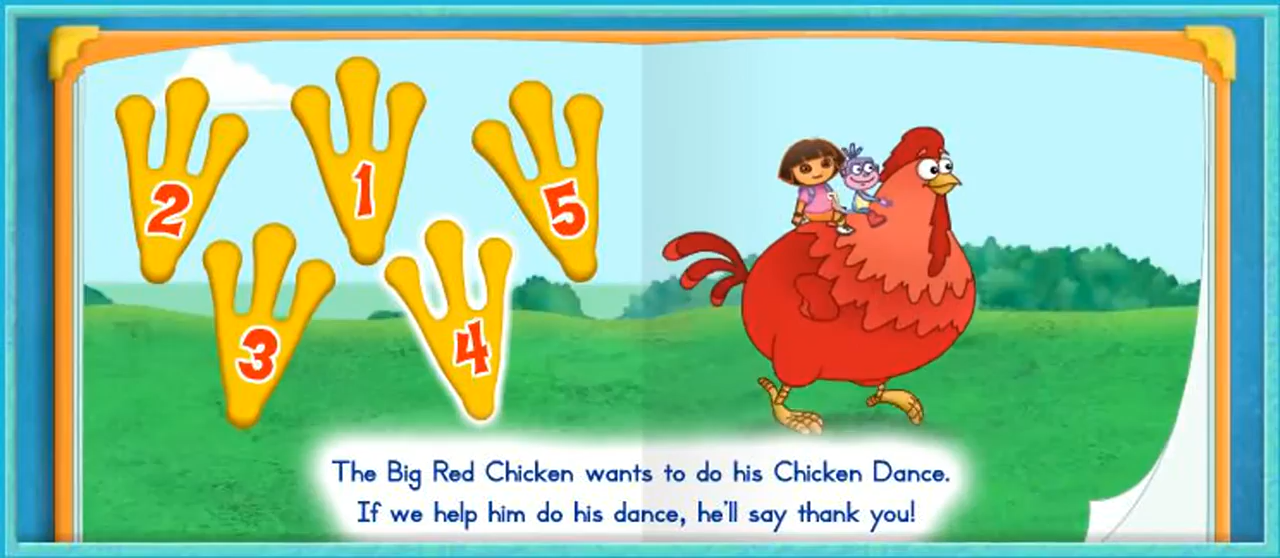 2
1
5
3
4
The Big Red Chicken wants to do his Chicken Dance.
If we help him do his dance, he'll say thank you!